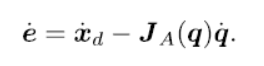 ė = ẋ_d − J_A(q)q̇.